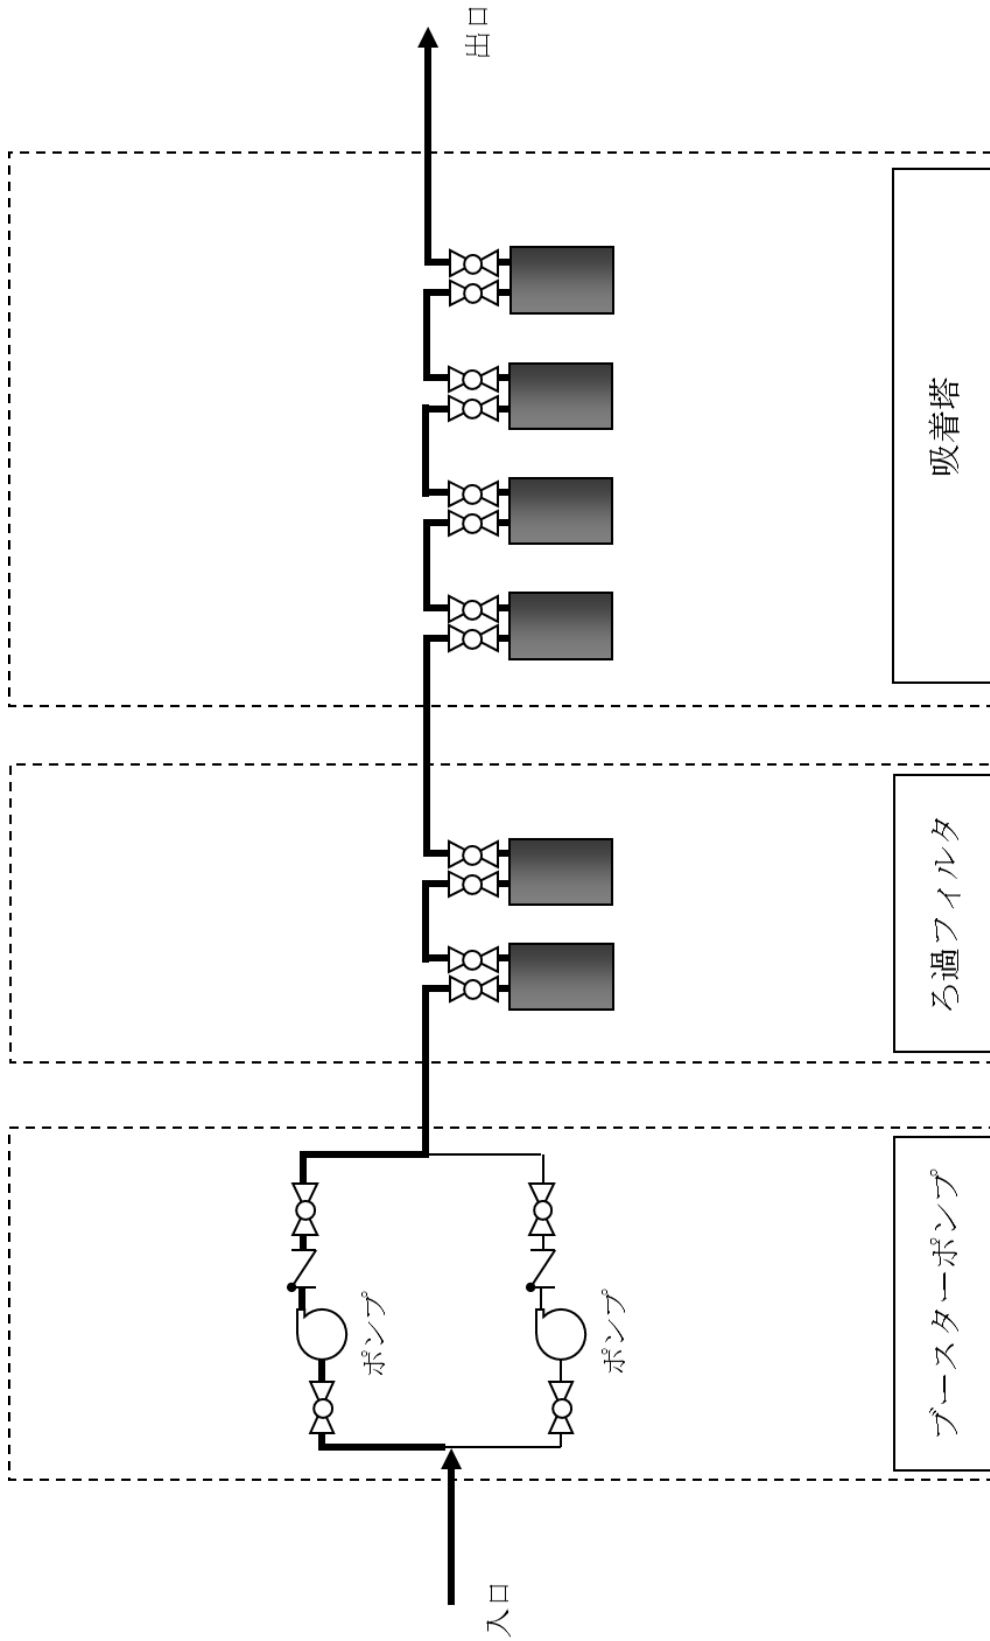 入口
ポンプ
ポンプ
ブースターポンプ
ろ過フィルタ
吸着塔
出口